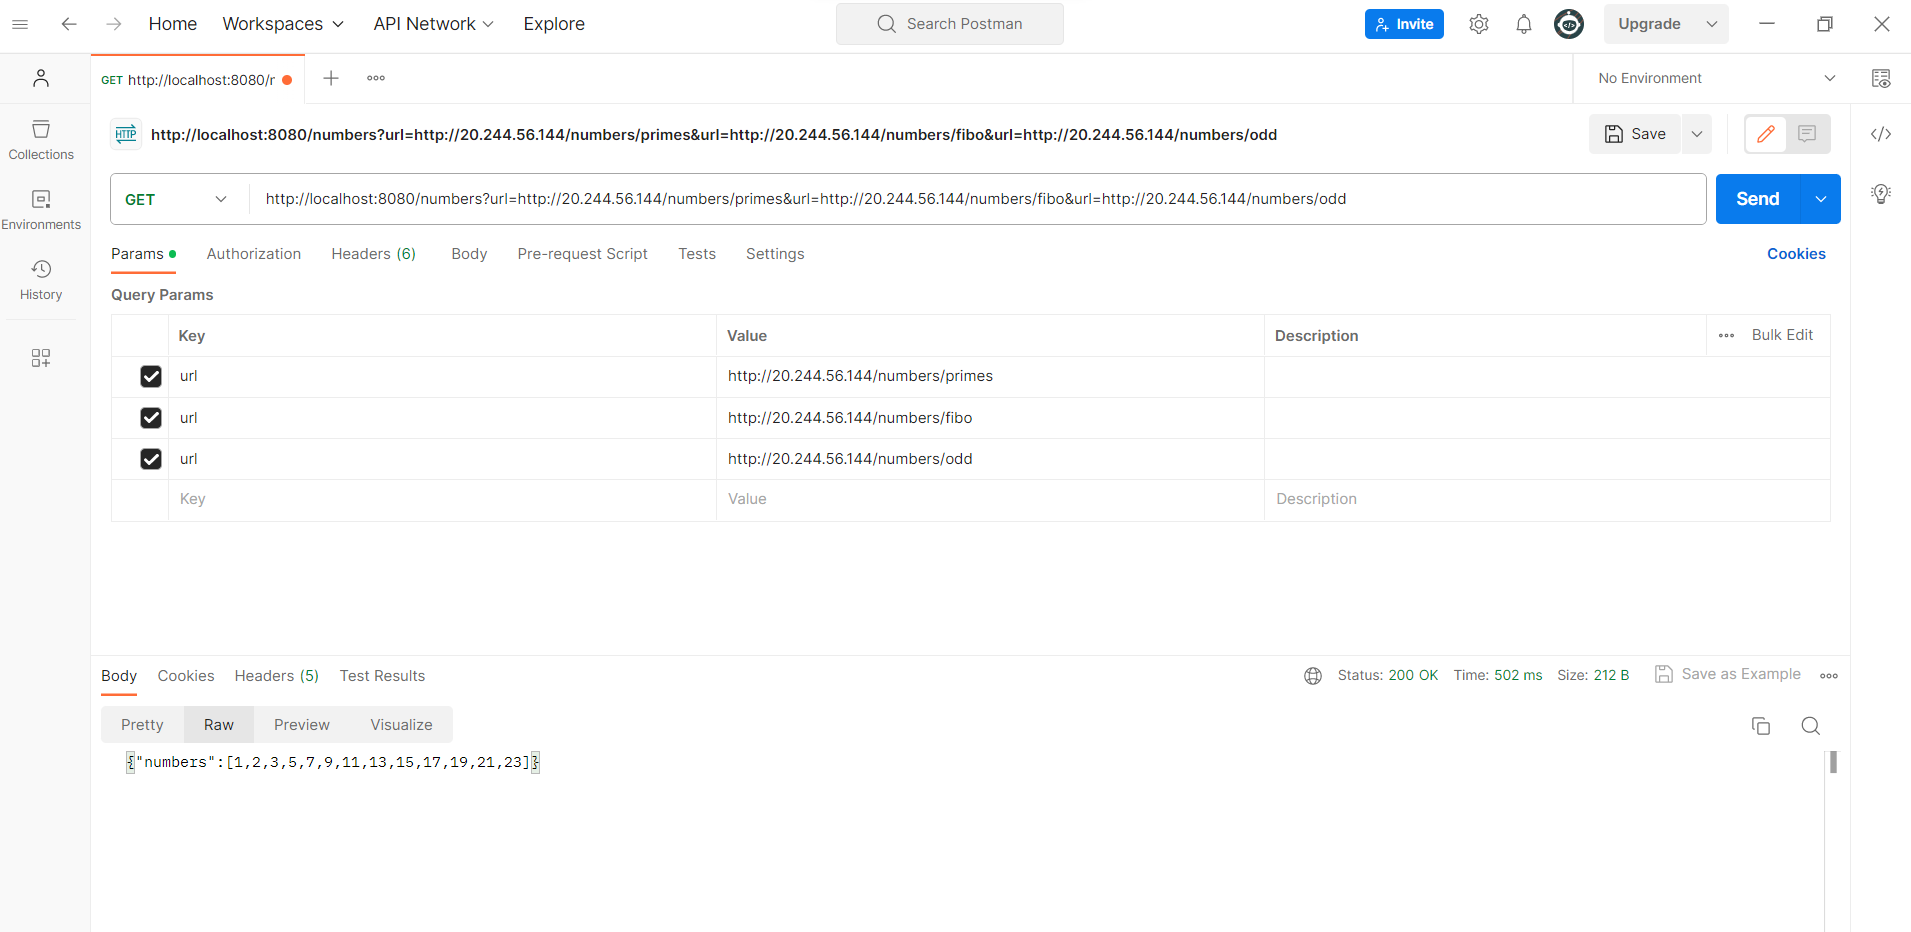 Home Workspaces API Network Explore Search Postman Invite Upgrade
GET http://localhost:8080/r No Environment
HTTP http://localhost:8080/numbers?url=http://20.244.56.144/numbers/primes&url=http://20.244.56.144/numbers/fibo&url=http://20.244.56.144/numbers/odd Save
Collections
Environments
History
GET http://localhost:8080/numbers?url=http://20.244.56.144/numbers/primes&url=http://20.244.56.144/numbers/fibo&url=http://20.244.56.144/numbers/odd Send
Params Authorization Headers (6) Body Pre-request Script Tests Settings Cookies
Query Params
Key Value Description Bulk Edit
url http://20.244.56.144/numbers/primes
url http://20.244.56.144/numbers/fibo
url http://20.244.56.144/numbers/odd
Key Value Description
Body Cookies Headers (5) Test Results Status: 200 OK Time: 502 ms Size: 212 B Save as Example
Pretty Raw Preview Visualize
{"numbers":[1,2,3,5,7,9,11,13,15,17,19,21,23]}